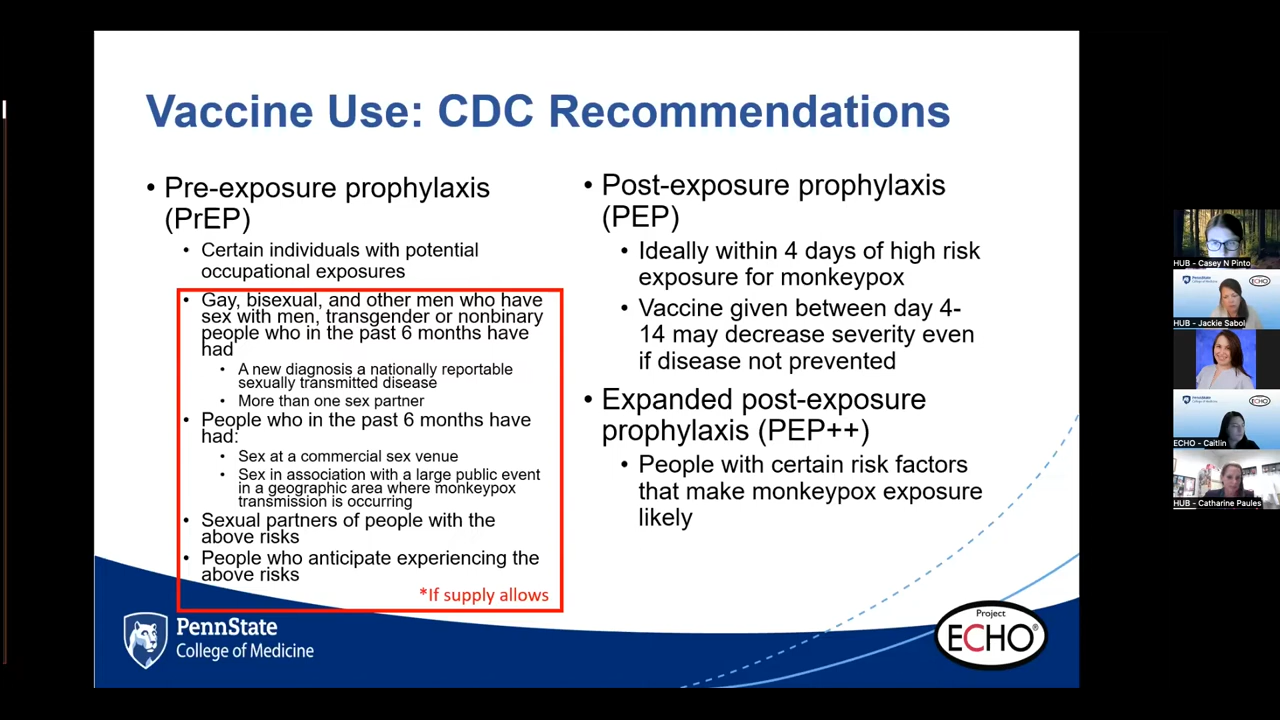 Vaccine Use: CDC Recommendations
• Pre-exposure prophylaxis
(PrEP)
• Certain individuals with potential
occupational exposures
• Gay, bisexual, and other men who have
sex with men, transgender or nonbinary
people who in the past 6 months have
had
• A new diagnosis a nationally reportable
sexually transmitted disease
• More than one sex partner
• People who in the past 6 months have
had:
• Sex at a commercial sex venue
• Sex in association with a large public event
in a geographic area where monkeypox
transmission is occurring
• Sexual partners of people with the
above risks
• People who anticipate experiencing the
above risks
*If supply allows
• Post-exposure prophylaxis
(PEP)
• Ideally within 4 days of high risk
exposure for monkeypox
• Vaccine given between day 4-
14 may decrease severity even
if disease not prevented
• Expanded post-exposure
prophylaxis (PEP++)
• People with certain risk factors
that make monkeypox exposure
likely
PennState
College of Medicine
Project
ECHO®
HUB - Casey N Pinto
HUB - Jackie Sabol
ECHO - Caitlin
HUB - Catharine Paules